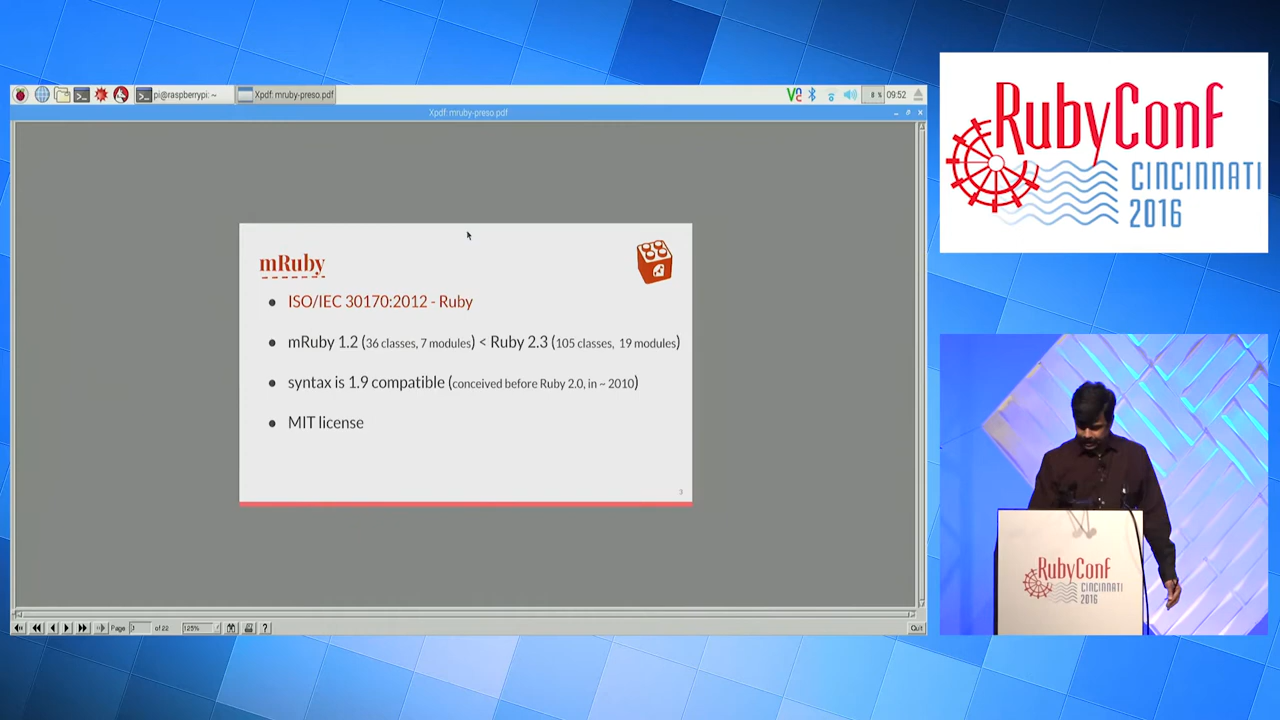 pi@raspberrypi: ~
Xpdf: mruby-preso.pdf
8 %
09:52
Xpdf: mruby-preso.pdf
mRuby
● ISO/IEC 30170:2012 - Ruby
● mRuby 1.2 (36 classes, 7 modules) < Ruby 2.3 (105 classes, 19 modules)
● syntax is 1.9 compatible (conceived before Ruby 2.0, in ~ 2010)
● MIT license
3
Page 3 of 22 125% ? Quit
RubyConf
CINCINNATI
2016
RubyConf
CINCINNATI
2016